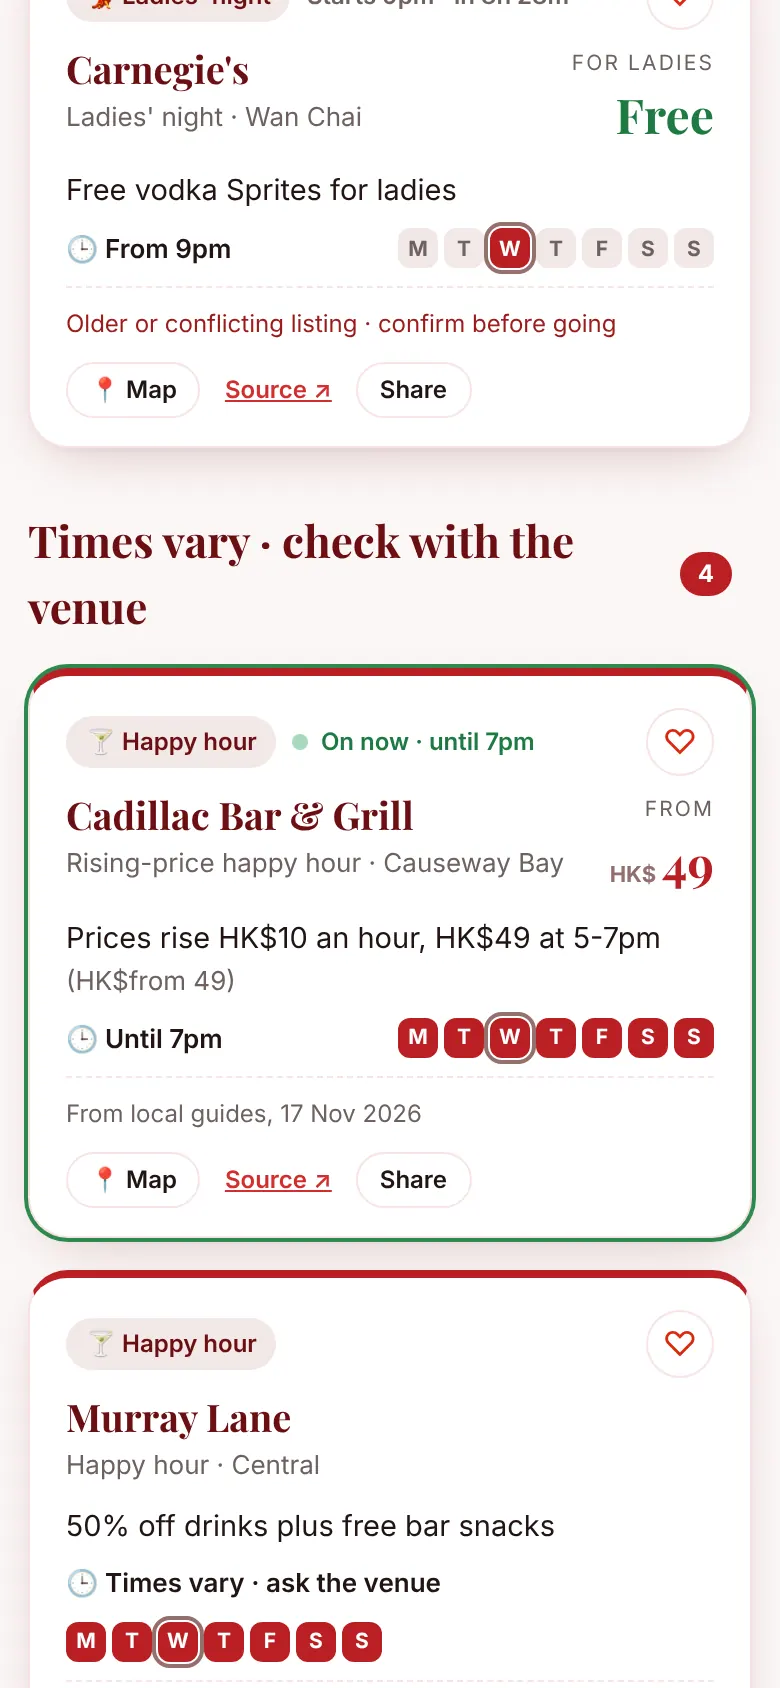 Ladies' night
Carnegie's
FOR LADIES
Ladies' night · Wan Chai
Free
Free vodka Sprites for ladies
From 9pm
M T W T F S S
Older or conflicting listing · confirm before going
Map Source ↗ Share
Times vary · check with the
venue
4
Happy hour On now · until 7pm
Cadillac Bar & Grill
FROM
Rising-price happy hour · Causeway Bay
HK$ 49
Prices rise HK$10 an hour, HK$49 at 5-7pm
(HK$from 49)
Until 7pm
M T W T F S S
From local guides, 17 Nov 2026
Map Source ↗ Share
Happy hour
Murray Lane
Happy hour · Central
50% off drinks plus free bar snacks
Times vary · ask the venue
M T W T F S S